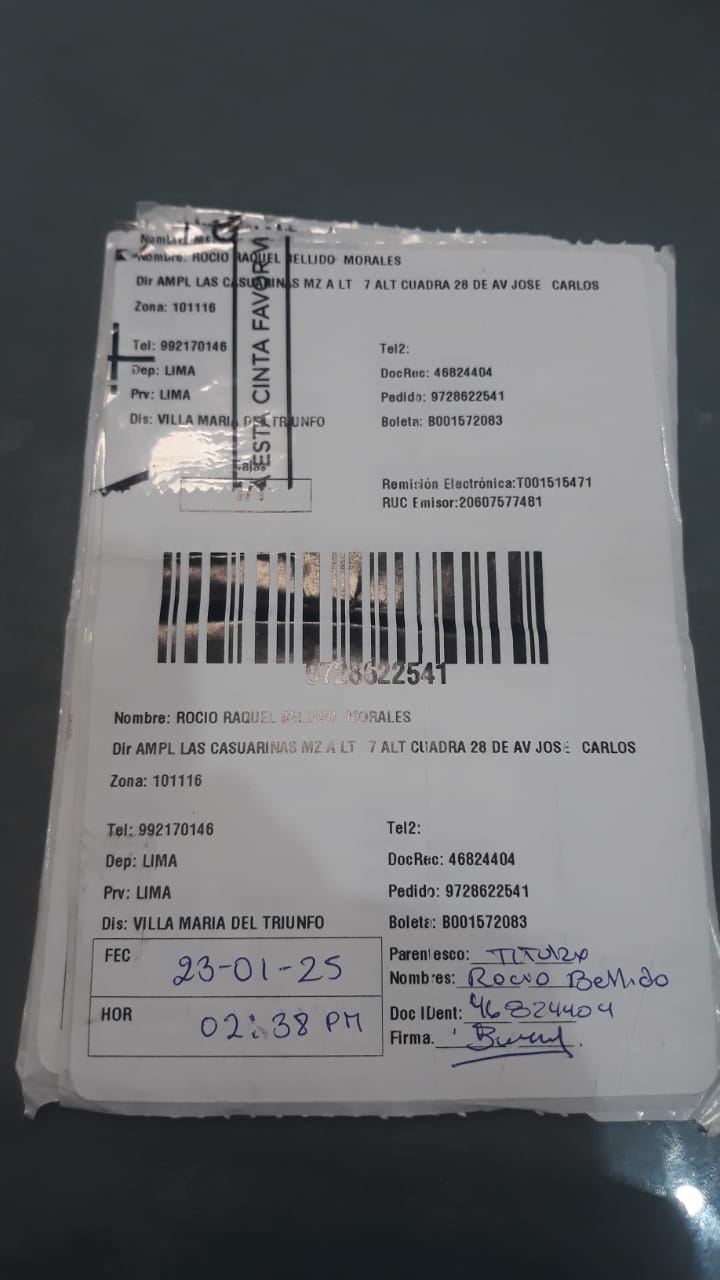 Nombre: ROCIO RAQUEL BELLIDO MORALES
Dir AMPL LAS CASUARINAS MZ A LT 7 ALT CUADRA 28 DE AV JOSE CARLOS
Zona: 101116
Tel: 992170146 Tel2:
Dep: LIMA DocRec: 46824404
Prv: LIMA Pedido: 9728622541
Dis: VILLA MARIA DEL TRIUNFO Boleta: B001572083
ESTA CINTA FAVOR
Remisión Electrónica:T001515471
RUC Emisor:20607577481
9728622541
Nombre: ROCIO RAQUEL BELLIDO MORALES
Dir AMPL LAS CASUARINAS MZ A LT 7 ALT CUADRA 28 DE AV JOSE CARLOS
Zona: 101116
Tel: 992170146 Tel2:
Dep: LIMA DocRec: 46824404
Prv: LIMA Pedido: 9728622541
Dis: VILLA MARIA DEL TRIUNFO Boleta: B001572083
FEC 23-01-25 Parentesco: TITULAR
Nombres: Rocio Bellido
HOR 02:38 PM Doc IDent: 46824404
Firma.